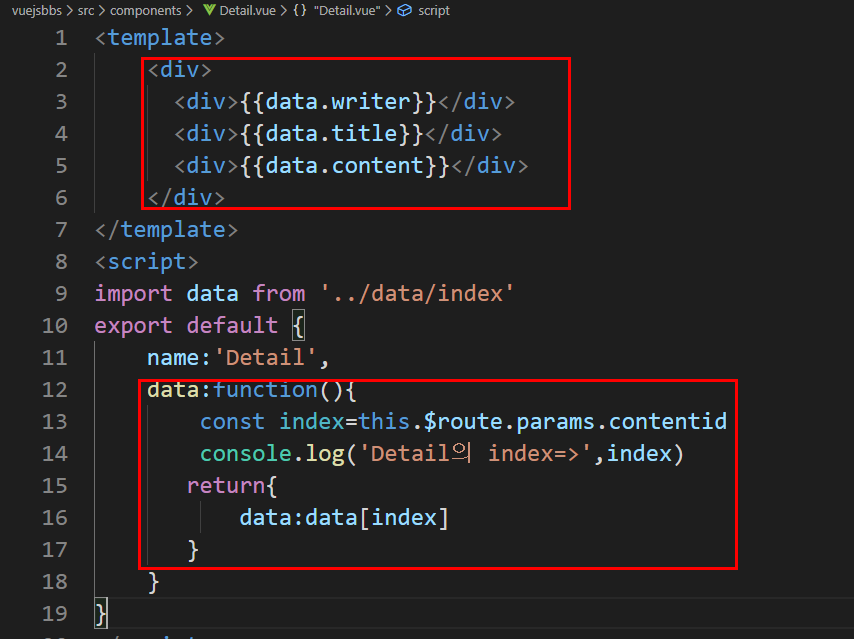 vuejsbbs > src > components > Detail.vue > {} "Detail.vue" > script
1 <template>
2 <div>
3 <div>{{data.writer}}</div>
4 <div>{{data.title}}</div>
5 <div>{{data.content}}</div>
6 </div>
7 </template>
8 <script>
9 import data from '../data/index'
10 export default {
11 name:'Detail',
12 data:function(){
13 const index=this.$route.params.contentid
14 console.log('Detail의 index=>',index)
15 return{
16 data:data[index]
17 }
18 }
19 }